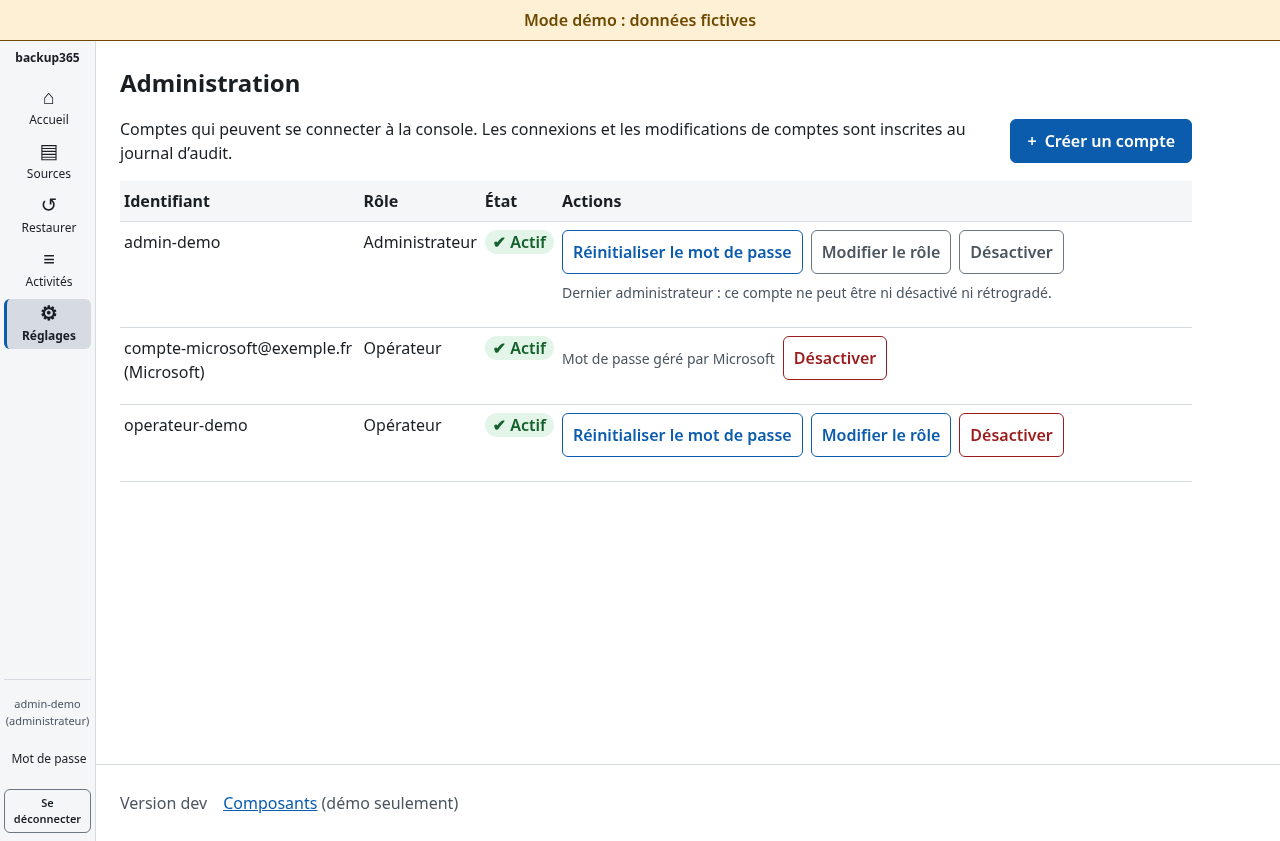 Mode démo : données fictives
backup365
Accueil
Sources
Restaurer
Activités
Réglages
admin-demo
(administrateur)
Mot de passe
Se
déconnecter
Administration
Comptes qui peuvent se connecter à la console. Les connexions et les modifications de comptes sont inscrites au
journal d’audit.
+ Créer un compte
Identifiant Rôle État Actions
admin-demo Administrateur ✔ Actif Réinitialiser le mot de passe Modifier le rôle Désactiver
Dernier administrateur : ce compte ne peut être ni désactivé ni rétrogradé.
compte-microsoft@exemple.fr Opérateur ✔ Actif Mot de passe géré par Microsoft Désactiver
(Microsoft)
operateur-demo Opérateur ✔ Actif Réinitialiser le mot de passe Modifier le rôle Désactiver
Version dev Composants (démo seulement)